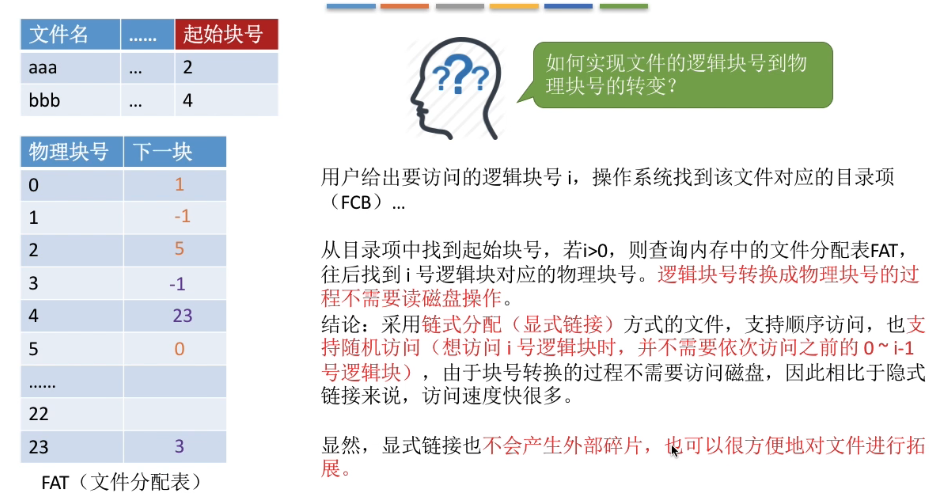 文件名 …… 起始块号
aaa … 2
bbb … 4
物理块号 下一块
0 1
1 -1
2 5
3 -1
4 23
5 0
……
22
23 3
FAT（文件分配表）
???
如何实现文件的逻辑块号到物
理块号的转变？
用户给出要访问的逻辑块号 i，操作系统找到该文件对应的目录项
（FCB）…
从目录项中找到起始块号，若i>0，则查询内存中的文件分配表FAT，
往后找到 i 号逻辑块对应的物理块号。逻辑块号转换成物理块号的过
程不需要读磁盘操作。
结论：采用链式分配（显式链接）方式的文件，支持顺序访问，也支
持随机访问（想访问 i 号逻辑块时，并不需要依次访问之前的 0 ~ i-1
号逻辑块），由于块号转换的过程不需要访问磁盘，因此相比于隐式
链接来说，访问速度快很多。
显然，显式链接也不会产生外部碎片，也可以很方便地对文件进行拓
展。